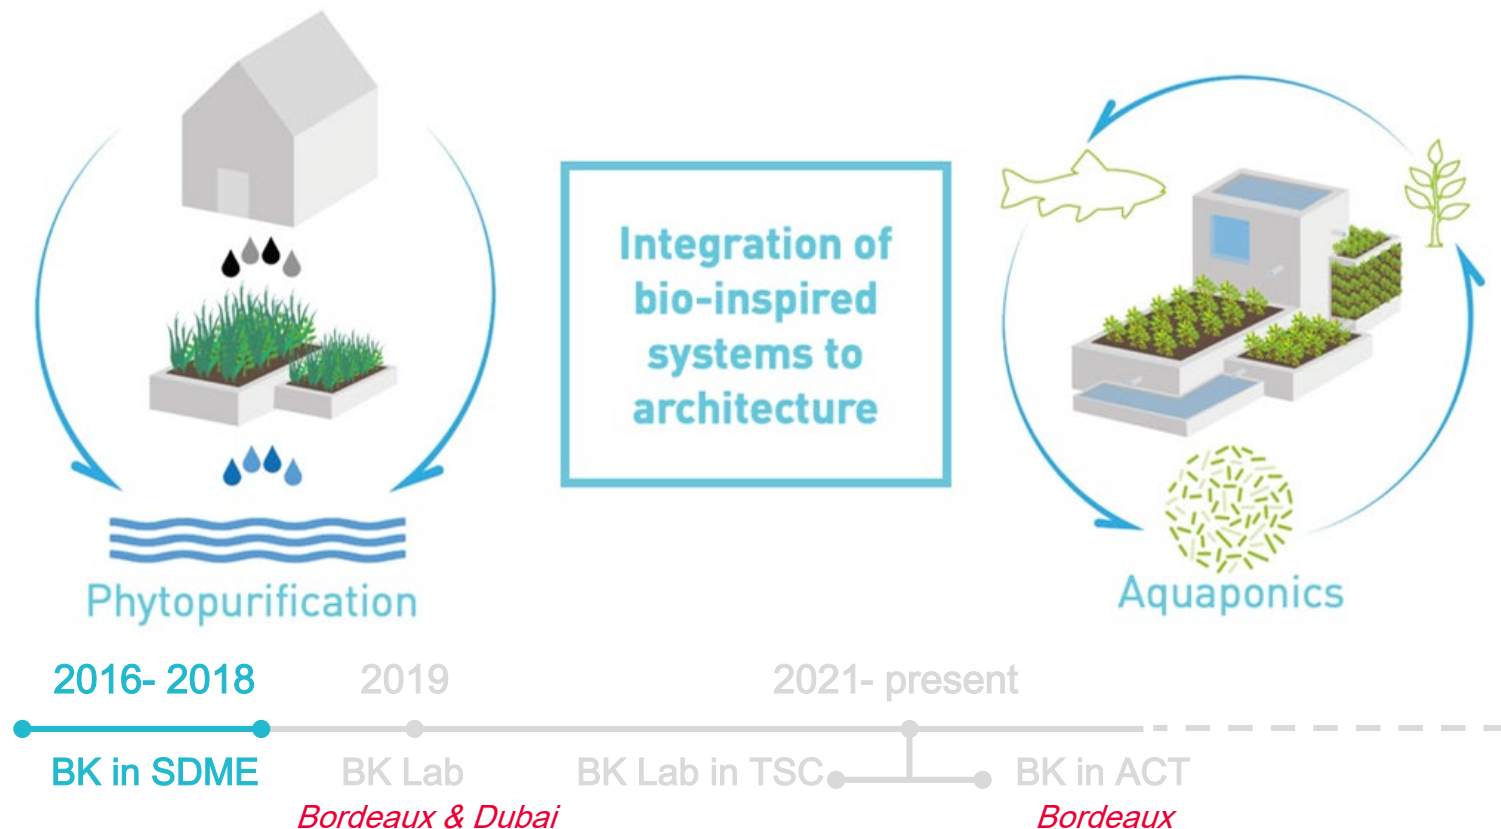 Integration of
bio-inspired
systems to
architecture
Phytopurification
Aquaponics
2016- 2018
2019
2021- present
BK in SDME
BK Lab
BK Lab in TSC
BK in ACT
Bordeaux & Dubai
Bordeaux